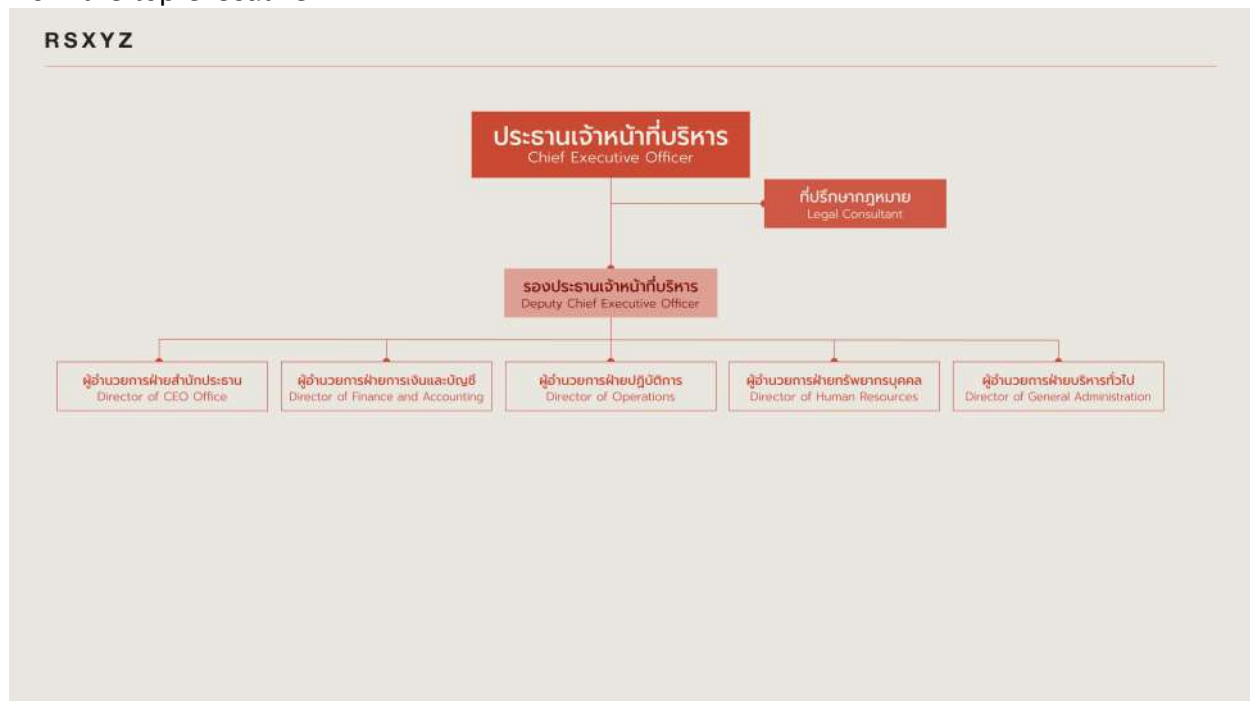 RSXYZ
ประธานเจ้าหน้าที่บริหาร
Chief Executive Officer
ที่ปรึกษากฎหมาย
Legal Consultant
รองประธานเจ้าหน้าที่บริหาร
Deputy Chief Executive Officer
ผู้อำนวยการฝ่ายสำนักประธาน
Director of CEO Office
ผู้อำนวยการฝ่ายการเงินและบัญชี
Director of Finance and Accounting
ผู้อำนวยการฝ่ายปฏิบัติการ
Director of Operations
ผู้อำนวยการฝ่ายทรัพยากรบุคคล
Director of Human Resources
ผู้อำนวยการฝ่ายบริหารทั่วไป
Director of General Administration